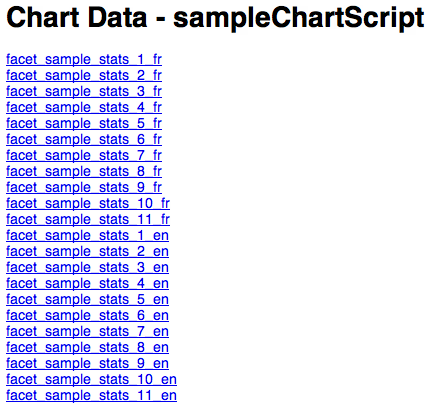 Chart Data - sampleChartScript
facet_sample_stats_1_fr
facet_sample_stats_2_fr
facet_sample_stats_3_fr
facet_sample_stats_4_fr
facet_sample_stats_5_fr
facet_sample_stats_6_fr
facet_sample_stats_7_fr
facet_sample_stats_8_fr
facet_sample_stats_9_fr
facet_sample_stats_10_fr
facet_sample_stats_11_fr
facet_sample_stats_1_en
facet_sample_stats_2_en
facet_sample_stats_3_en
facet_sample_stats_4_en
facet_sample_stats_5_en
facet_sample_stats_6_en
facet_sample_stats_7_en
facet_sample_stats_8_en
facet_sample_stats_9_en
facet_sample_stats_10_en
facet_sample_stats_11_en